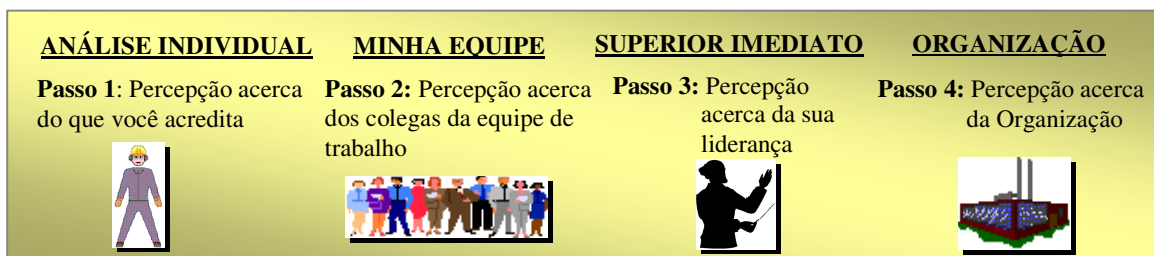 ANÁLISE INDIVIDUAL
Passo 1: Percepção acerca
do que você acredita
MINHA EQUIPE
Passo 2: Percepção acerca
dos colegas da equipe de
trabalho
SUPERIOR IMEDIATO
Passo 3: Percepção
acerca da sua
liderança
ORGANIZAÇÃO
Passo 4: Percepção acerca
da Organização